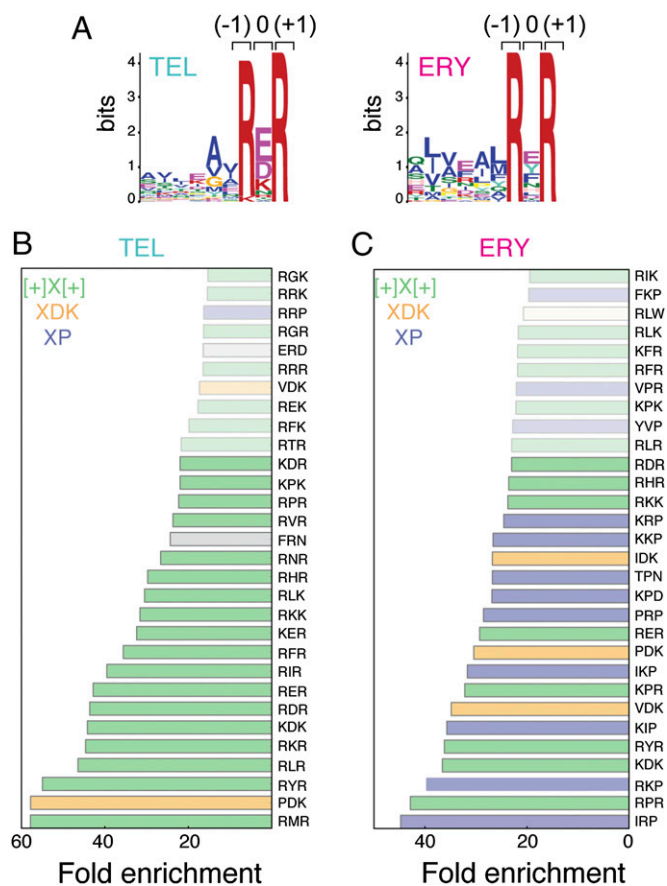 A
(-1) 0 (+1)
(-1) 0 (+1)
TEL
ERY
bits
bits
4
3
2
1
0
4
3
2
1
0
R E R
R R
B
TEL
[+]X[+]
XDK
XP
RGK
RRK
RRP
RGR
ERD
RRR
VDK
REK
RFK
RTR
KDR
KPK
RPR
RVR
FRN
RNR
RHR
RLK
RKK
KER
RFR
RIR
RER
RDR
KDK
RKR
RLR
RYR
PDK
RMR
60 40 20 0
Fold enrichment
C
ERY
[+]X[+]
XDK
XP
RIK
FKP
RLW
RLK
KFR
RFR
VPR
KPK
YVP
RLR
RDR
RHR
RKK
KRP
KKP
IDK
TPN
KPD
PRP
RER
PDK
IKP
KPR
VDK
KIP
RYR
KDK
RKP
RPR
IRP
40 20 0
Fold enrichment